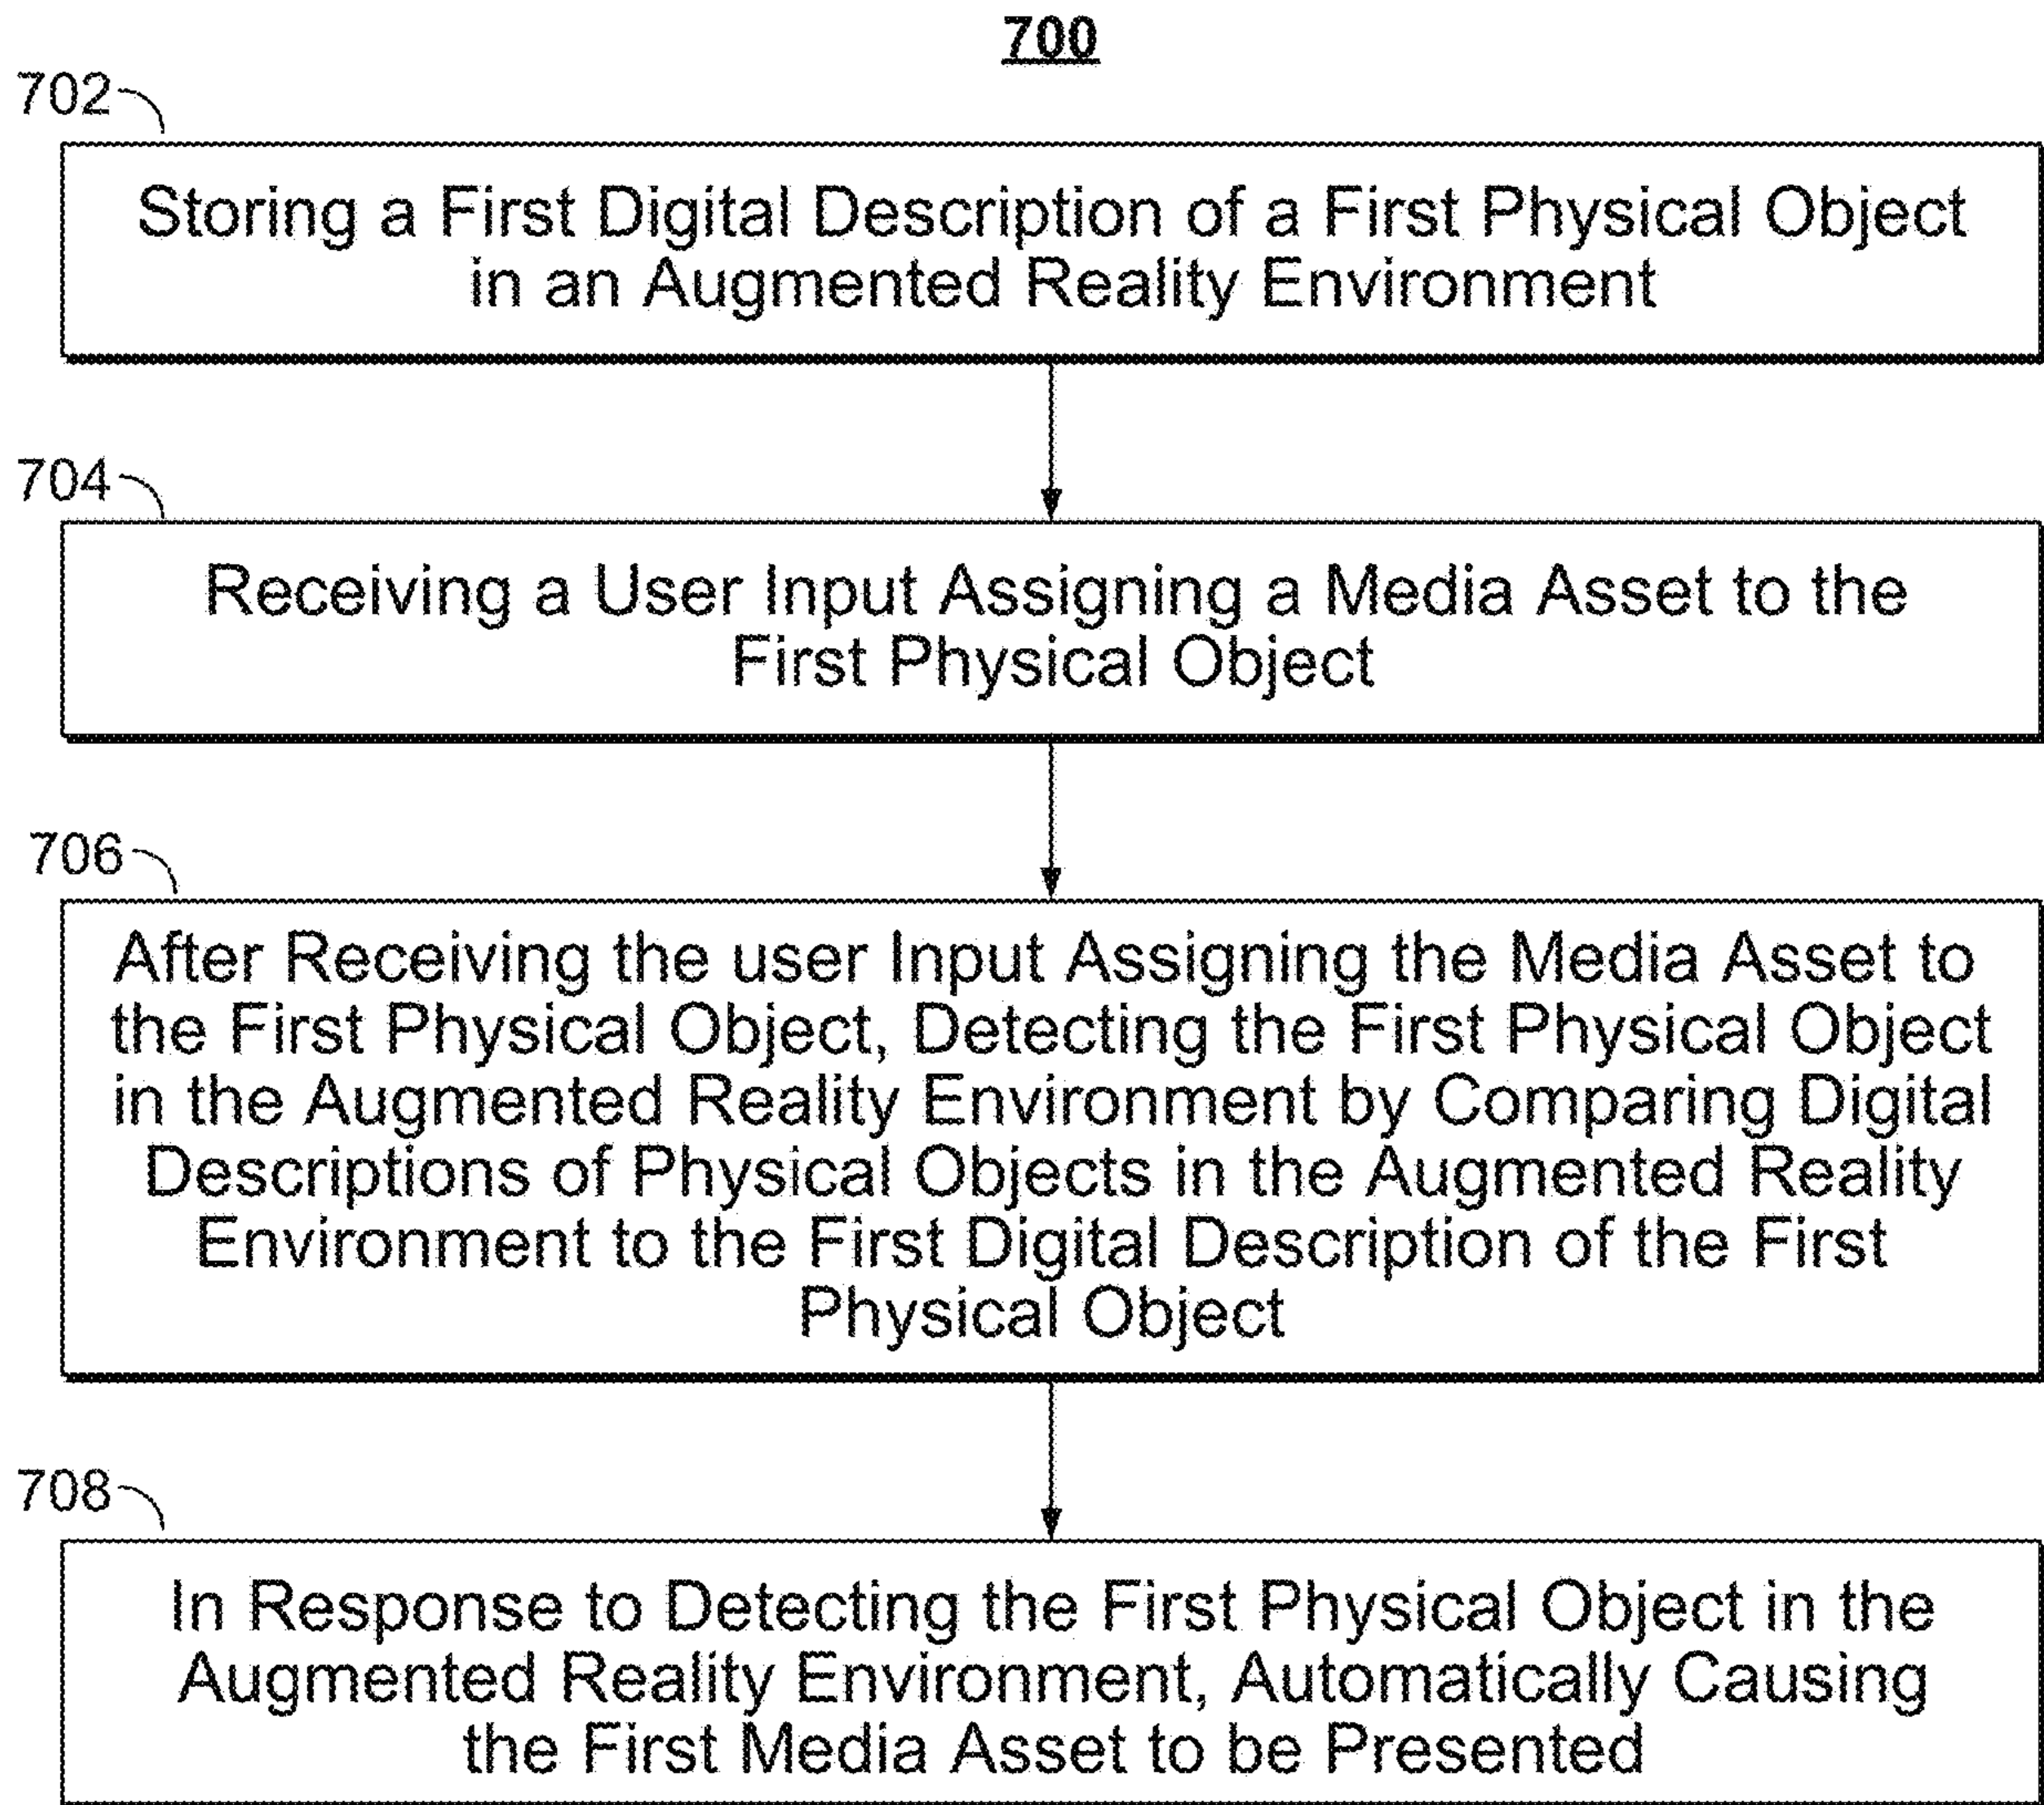 700
702
Storing a First Digital Description of a First Physical Object
in an Augmented Reality Environment
704
Receiving a User Input Assigning a Media Asset to the
First Physical Object
706
After Receiving the user Input Assigning the Media Asset to
the First Physical Object, Detecting the First Physical Object
in the Augmented Reality Environment by Comparing Digital
Descriptions of Physical Objects in the Augmented Reality
Environment to the First Digital Description of the First
Physical Object
708
In Response to Detecting the First Physical Object in the
Augmented Reality Environment, Automatically Causing
the First Media Asset to be Presented